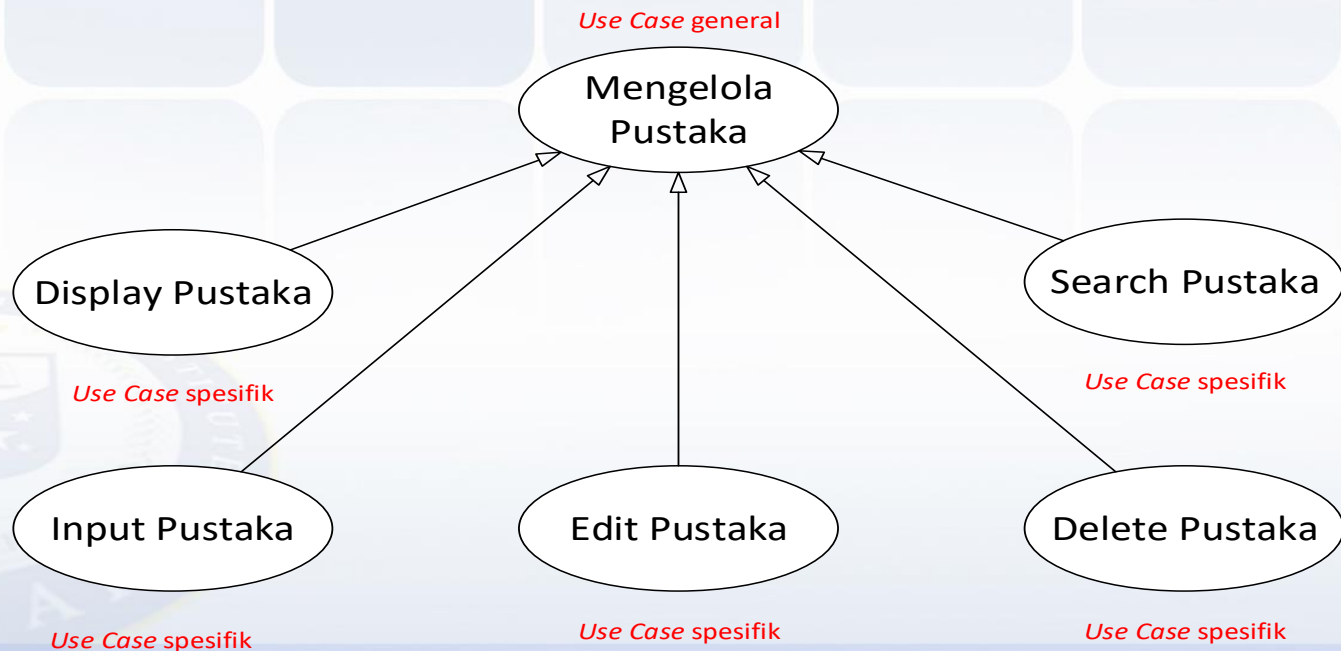 Use Case general
Mengelola
Pustaka
Display Pustaka
Search Pustaka
Use Case spesifik
Use Case spesifik
Input Pustaka
Edit Pustaka
Delete Pustaka
Use Case spesifik
Use Case spesifik
Use Case spesifik